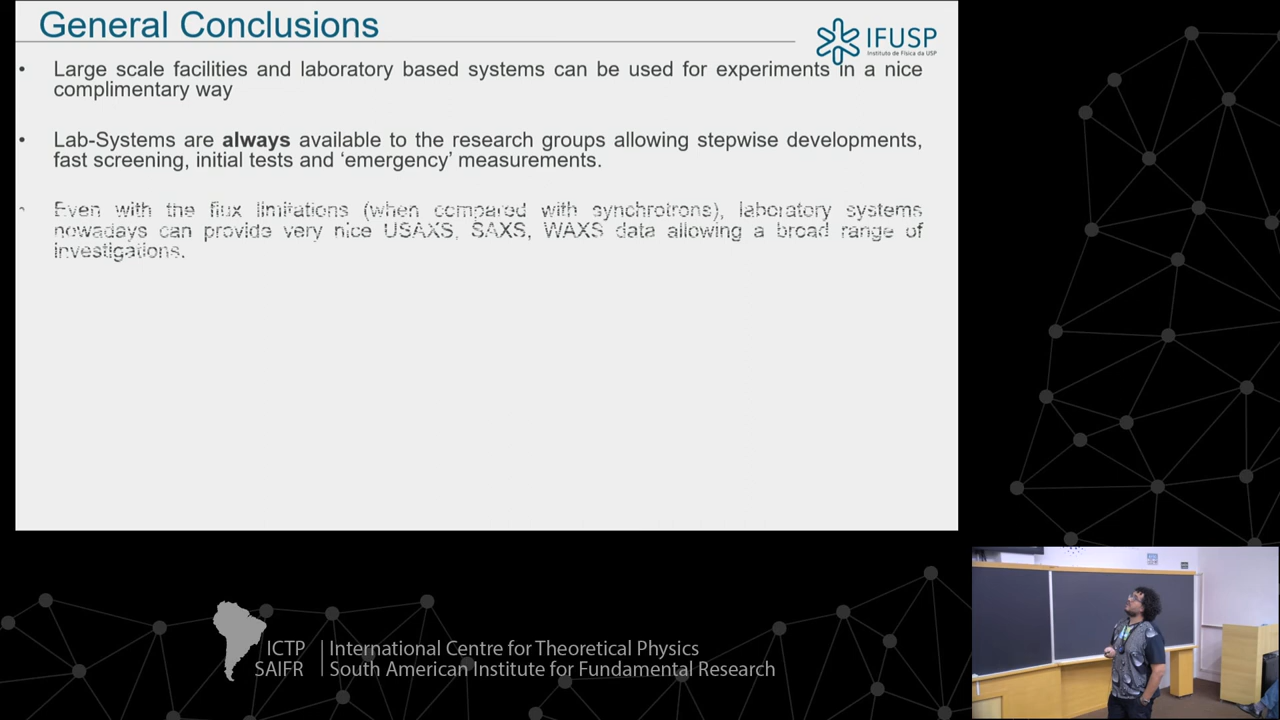 General Conclusions
IFUSP
Instituto de Física da USP
• Large scale facilities and laboratory based systems can be used for experiments in a nice
complimentary way
• Lab-Systems are always available to the research groups allowing stepwise developments,
fast screening, initial tests and ‘emergency’ measurements.
Even with the flux limitations (when compared with synchrotrons), laboratory systems
nowadays can provide very nice USAXS, SAXS, WAXS data allowing a broad range of
investigations.
ICTP
SAIFR
International Centre for Theoretical Physics
South American Institute for Fundamental Research